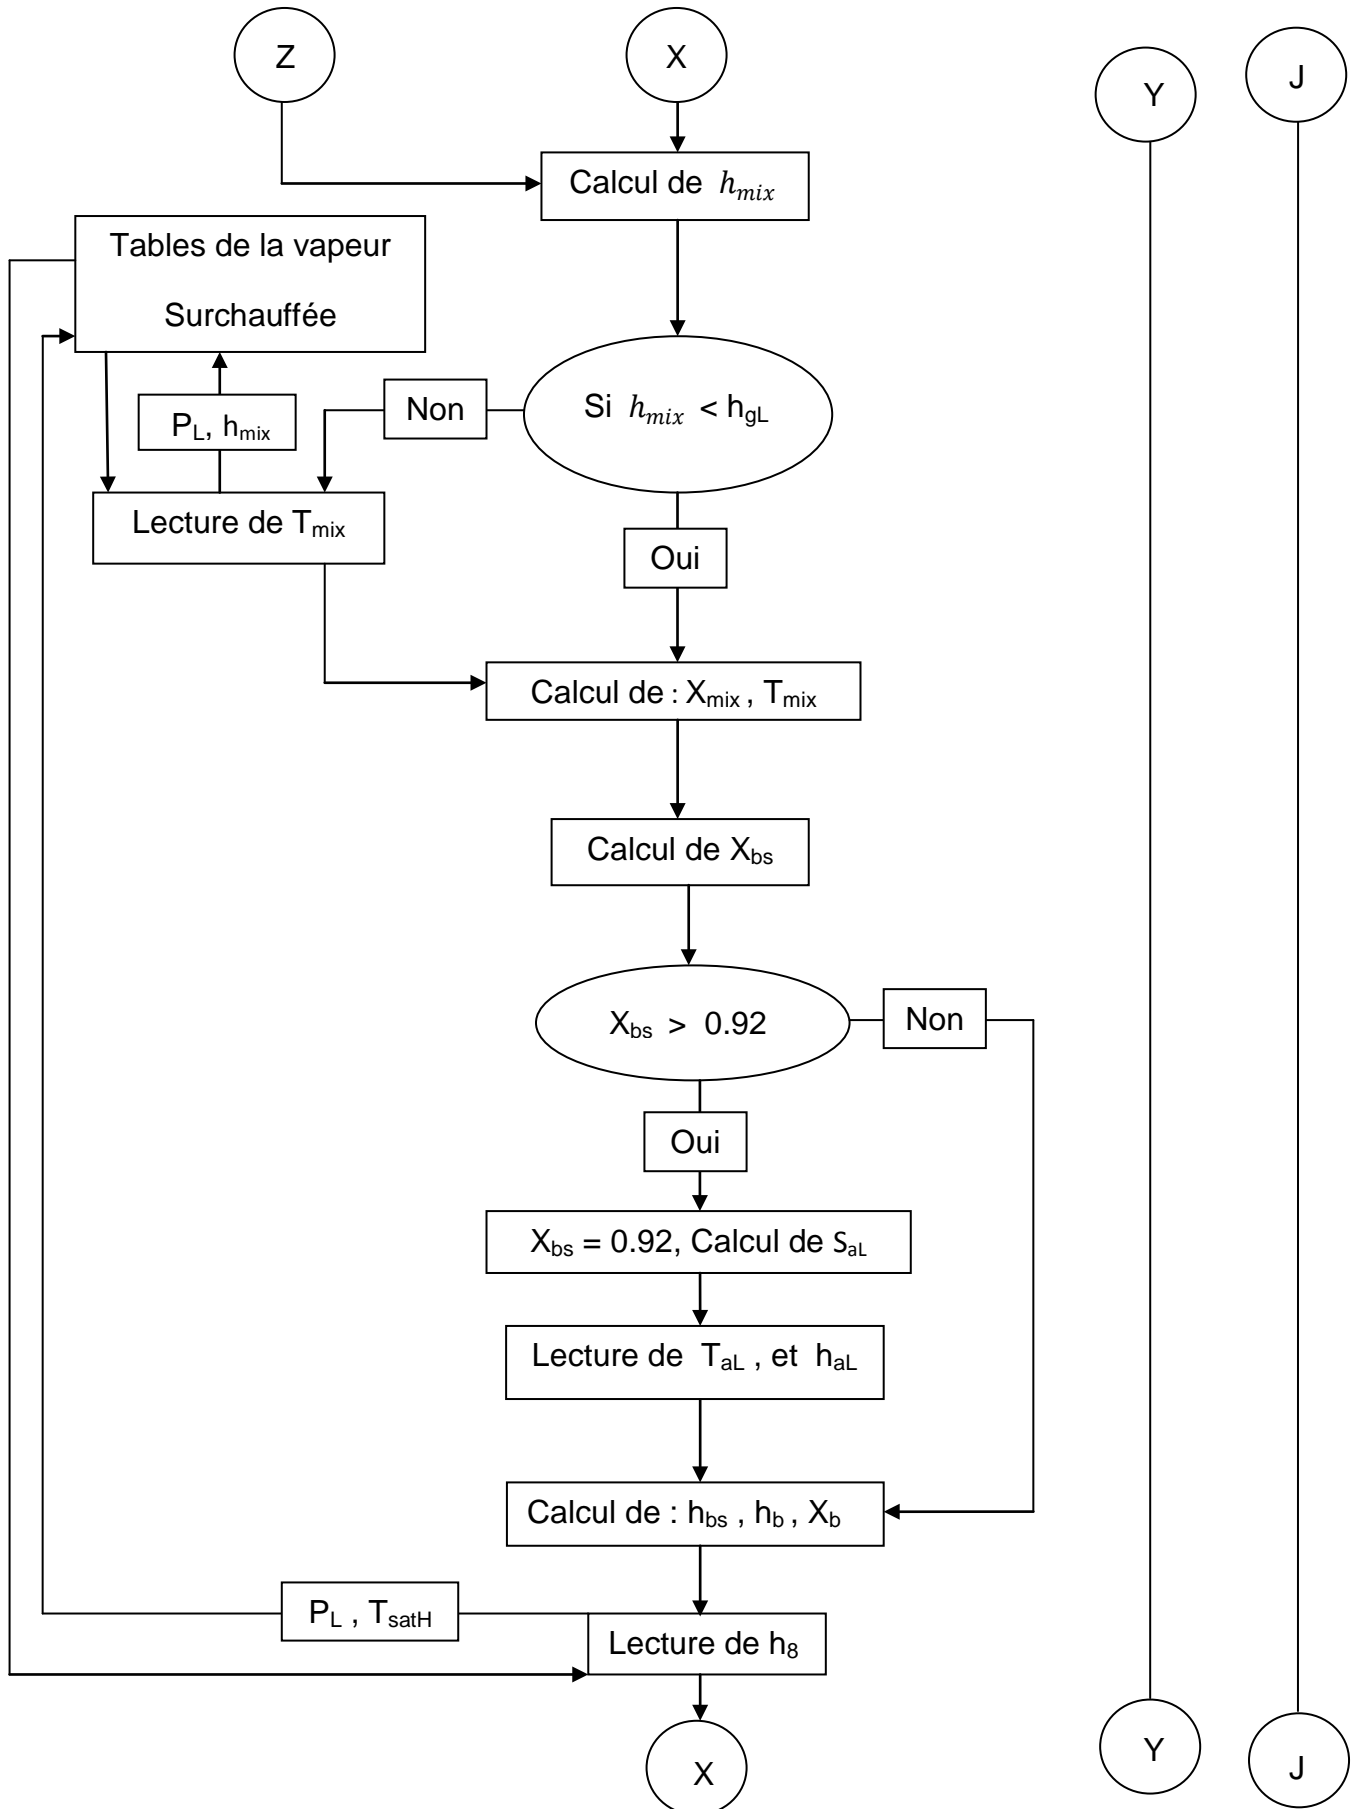 Z
X
Y
J
Calcul de h_mix
Tables de la vapeur
Surchauffée
Si h_mix < h_gL
Non
P_L, h_mix
Lecture de T_mix
Oui
Calcul de : X_mix , T_mix
Calcul de X_bs
X_bs > 0.92
Non
Oui
X_bs = 0.92, Calcul de S_aL
Lecture de T_aL , et h_aL
Calcul de : h_bs , h_b , X_b
P_L , T_satH
Lecture de h_8
X
Y
J